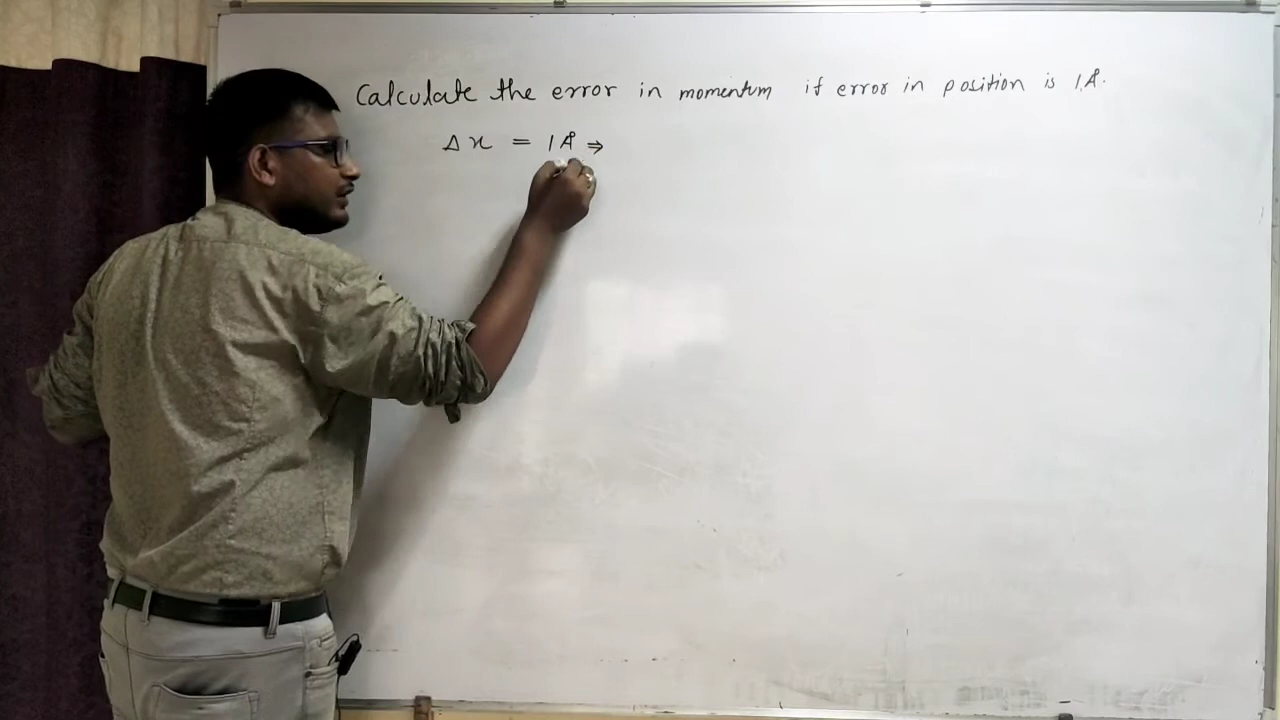 Calculate the error in momentum if error in position is 1Å.
Δx = 1Å ⇒